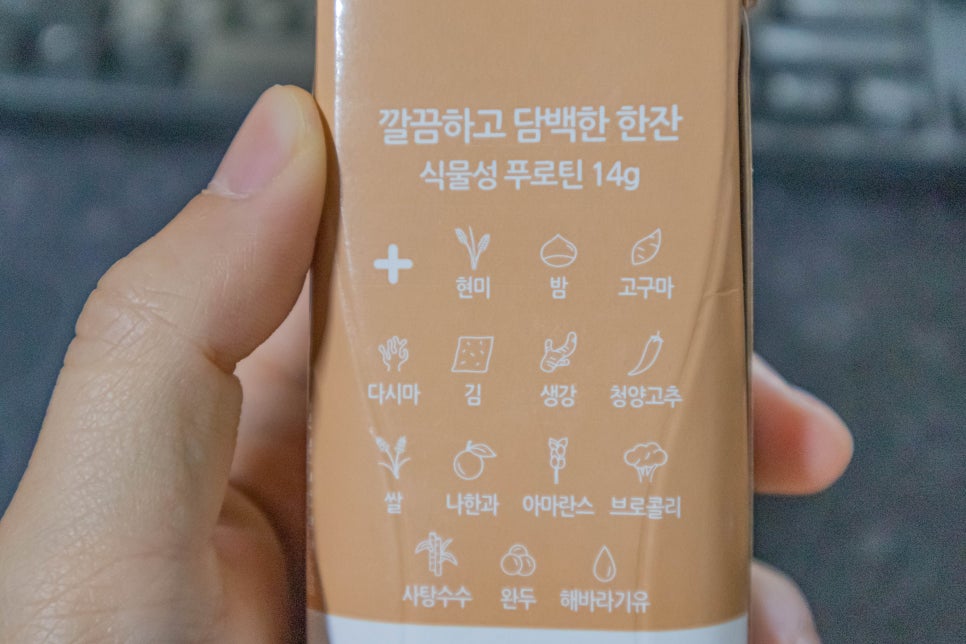 깔끔하고 담백한 한잔
식물성 푸로틴 14g
+ 현미 밤 고구마
다시마 김 생강 청양고추
쌀 나한과 아마란스 브로콜리
사탕수수 완두 해바라기유